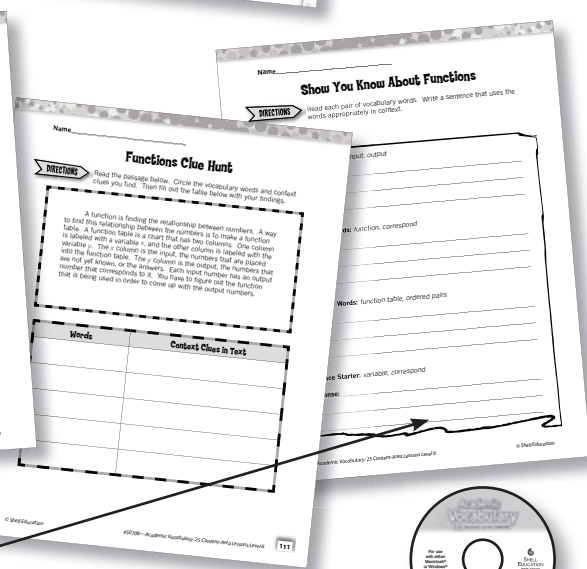 Name
Show You Know About Functions
DIRECTIONS
Read each pair of vocabulary words. Write a sentence that uses the
words appropriately in context.
input, output
function, correspond
Words: function table, ordered pairs
Starter: variable, correspond
Academic Vocabulary: 25 Content-Area Lessons Level 6
© Shell Education
Name
Functions Clue Hunt
DIRECTIONS
Read the passage below. Circle the vocabulary words and context
clues you find. Then fill out the table below with your findings.
A function is finding the relationship between numbers. A way
to find this relationship between the numbers is to make a function
table. A function table is a chart that has two columns. One column
is labeled with a variable x, and the other column is labeled with the
variable y. The x column is the input, the numbers that are placed
into the function table. The y column is the output, the numbers that
are not yet known, or the answers. Each input number has an output
number that corresponds to it. You have to figure out the function
that is being used in order to come up with the output numbers.
Words
Context Clues in Text
© Shell Education
#50708—Academic Vocabulary: 25 Content-Area Lessons Level 6
111
Academic
Vocabulary
For use
with either
Macintosh®
or Windows®
SHELL
EDUCATION